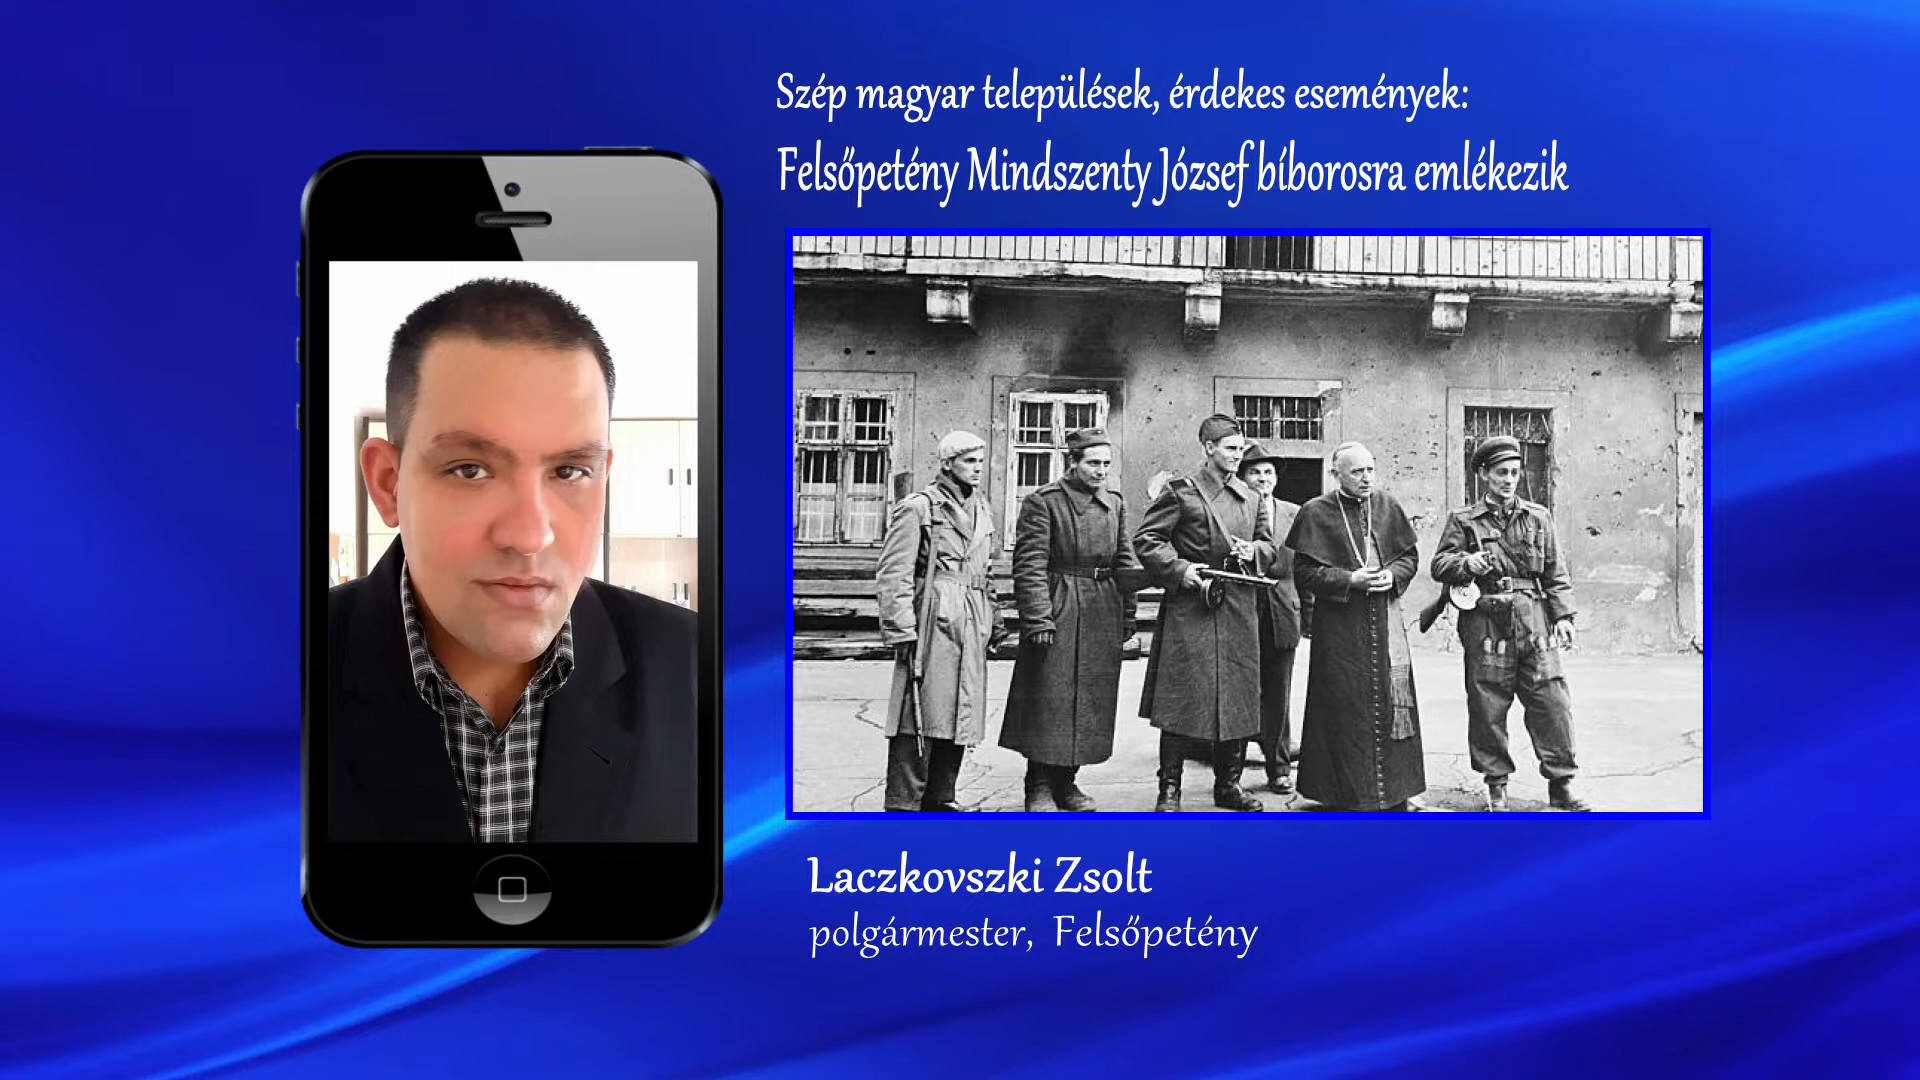 Szép magyar települések, érdekes események:
Felsőpetény Mindszenty József bíborosra emlékezik
Laczkovszki Zsolt
polgármester, Felsőpetény